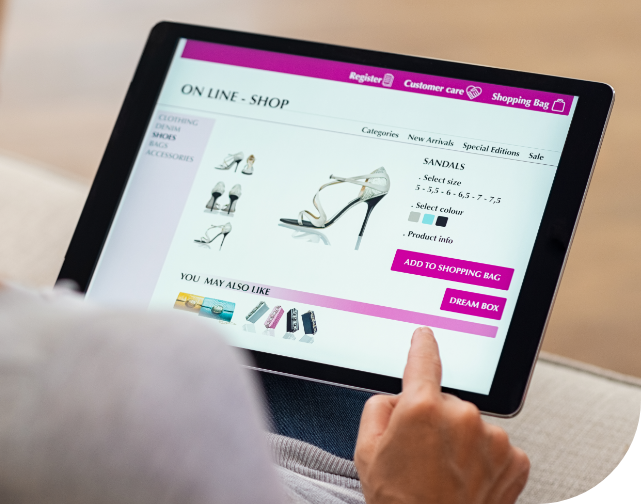 Register Customer care Shopping Bag
ON LINE - SHOP
Categories New Arrivals Special Editions Sale
CLOTHING
DENIM
SHOES
BAGS
ACCESSORIES
SANDALS
. Select size
5 - 5,5 - 6 - 6,5 - 7 - 7,5
. Select colour
. Product info
ADD TO SHOPPING BAG
DREAM BOX
YOU MAY ALSO LIKE